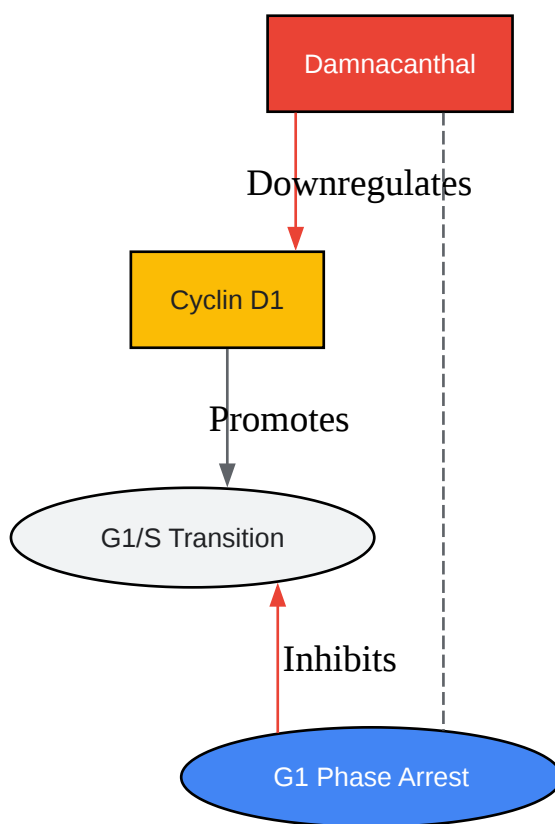 Damnacanthal
Downregulates
Cyclin D1
Promotes
G1/S Transition
Inhibits
G1 Phase Arrest